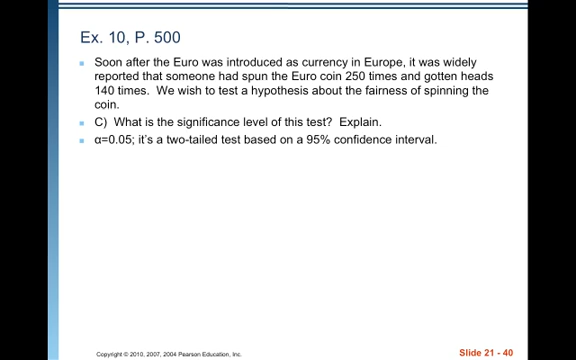 Ex. 10, P. 500
Soon after the Euro was introduced as currency in Europe, it was widely
reported that someone had spun the Euro coin 250 times and gotten heads
140 times. We wish to test a hypothesis about the fairness of spinning the
coin.
C) What is the significance level of this test? Explain.
α=0.05; it's a two-tailed test based on a 95% confidence interval.
Copyright © 2010, 2007, 2004 Pearson Education, Inc.
Slide 21 - 40